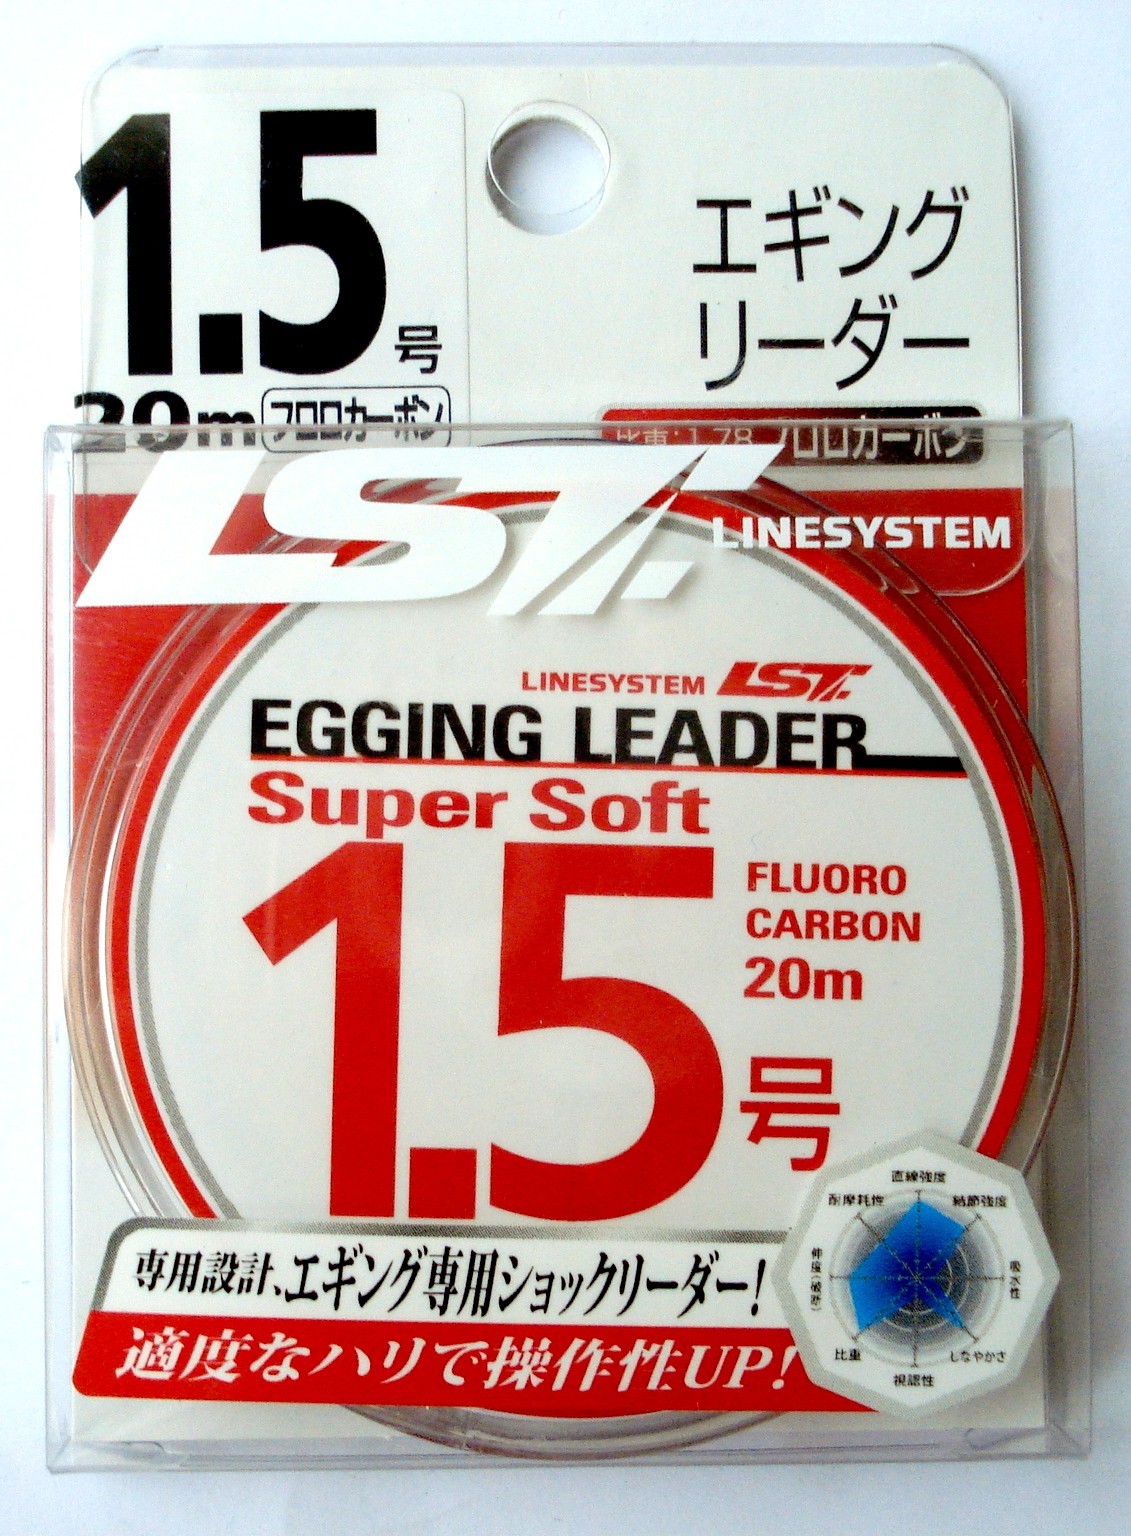 1.5号
20m フロロカーボン
エギング
リーダー
比重:1.78 フロロカーボン
LST.
LINESYSTEM
LINESYSTEM LST.
EGGING LEADER
Super Soft
1.5号
FLUORO
CARBON
20m
直線強度
結節強度
吸水性
しなやかさ
視認性
比重
伸度(破断)
耐摩耗性
専用設計、エギング専用ショックリーダー!
適度なハリで操作性UP!